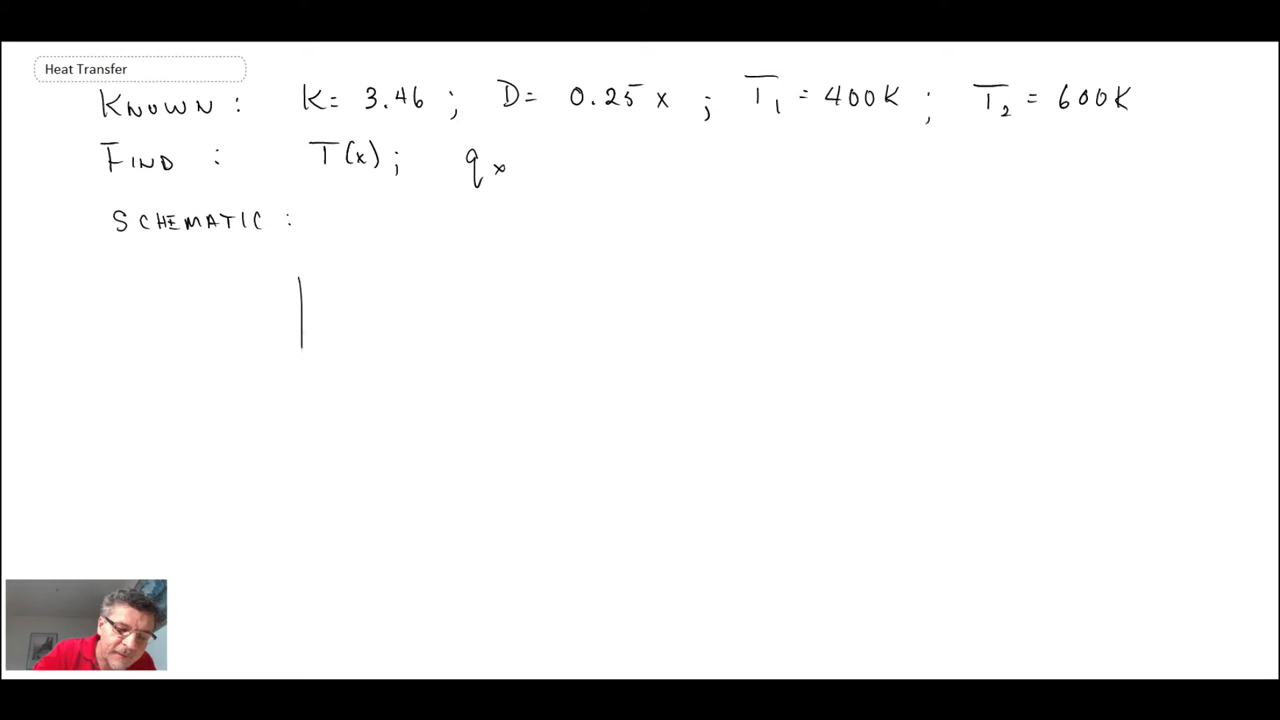 Heat Transfer
KNOWN: K= 3.46 ; D= 0.25 x ; T₁ = 400K ; T₂ = 600K
FIND : T(x); qₓ
SCHEMATIC :